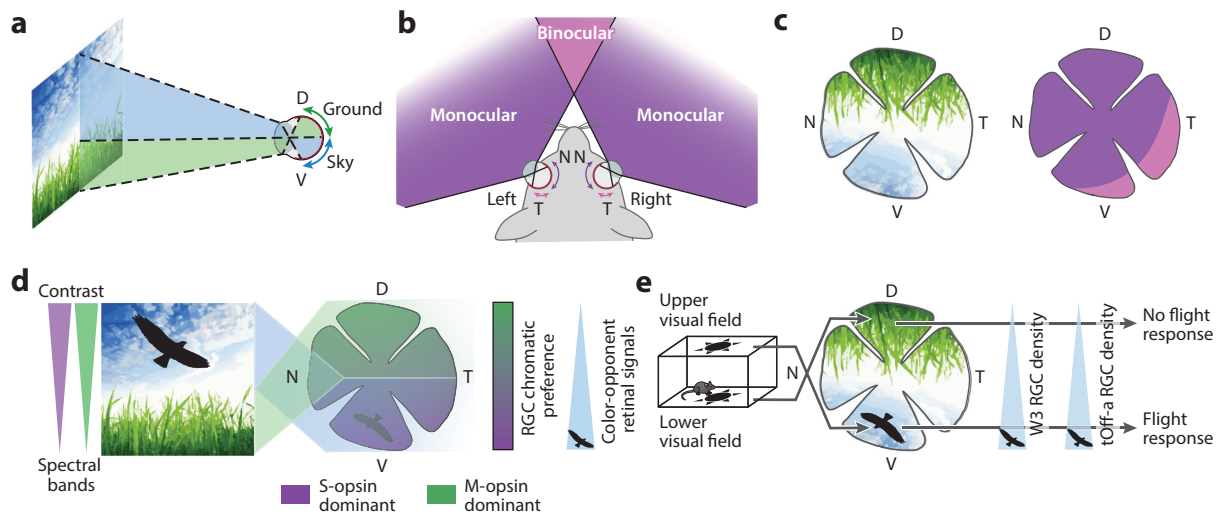 a
D
Ground
Sky
V
b
Binocular
Monocular
Monocular
N
N
Left
Right
T
T
c
D
N
T
V
T
V
d
Contrast
Spectral
bands
D
N
T
V
RGC chromatic
preference
Color-opponent
retinal signals
S-opsin
dominant
M-opsin
dominant
e
Upper
visual field
Lower
visual field
D
N
T
V
W3 RGC density
tOff-a RGC density
No flight
response
Flight
response